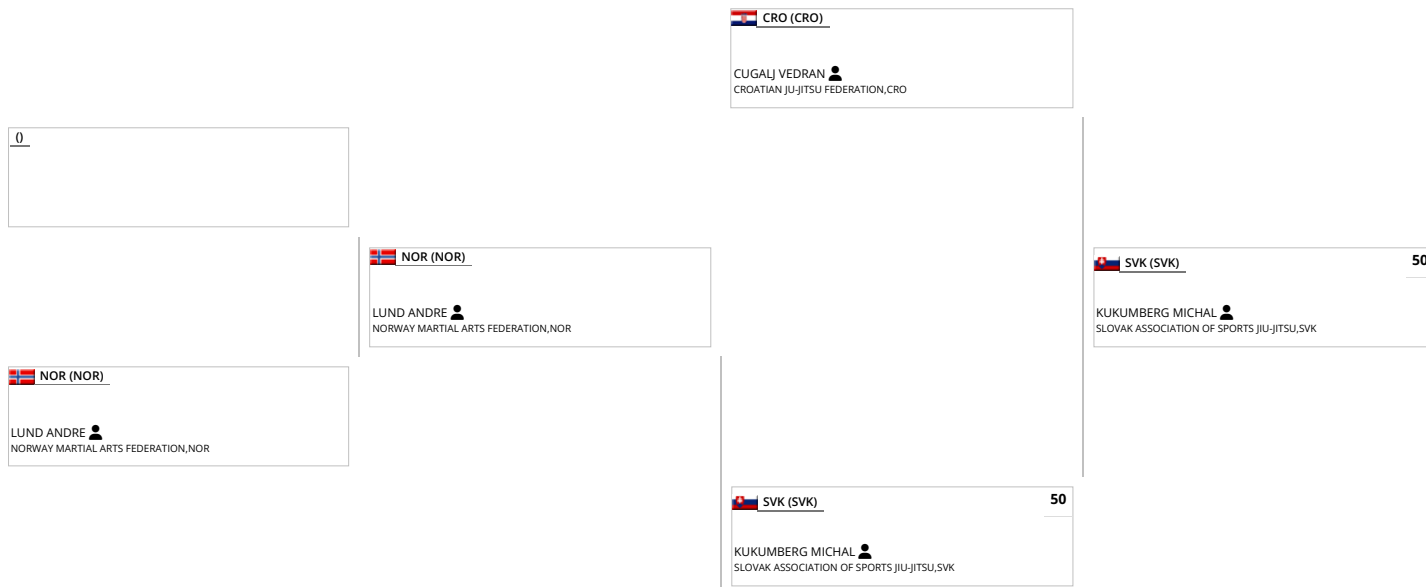 CRO (CRO)
CUGALJ VEDRAN
CROATIAN JU-JITSU FEDERATION,CRO
()
NOR (NOR)
LUND ANDRE
NORWAY MARTIAL ARTS FEDERATION,NOR
SVK (SVK) 50
KUKUMBERG MICHAL
SLOVAK ASSOCIATION OF SPORTS JIU-JITSU,SVK
NOR (NOR)
LUND ANDRE
NORWAY MARTIAL ARTS FEDERATION,NOR
SVK (SVK) 50
KUKUMBERG MICHAL
SLOVAK ASSOCIATION OF SPORTS JIU-JITSU,SVK